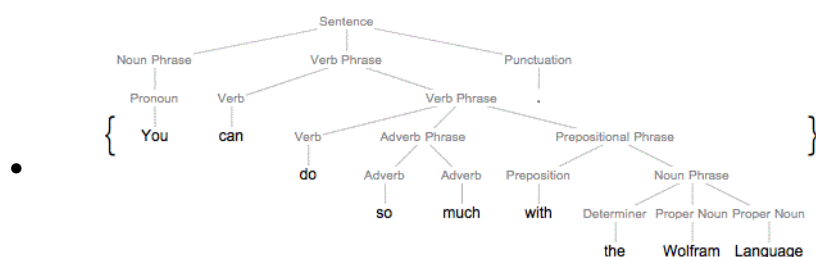 Sentence
Noun Phrase Verb Phrase Punctuation
Pronoun Verb Verb Phrase .
{ You can Verb Adverb Phrase Prepositional Phrase }
• do Adverb Adverb Preposition Noun Phrase
so much with Determiner Proper Noun Proper Noun
the Wolfram Language